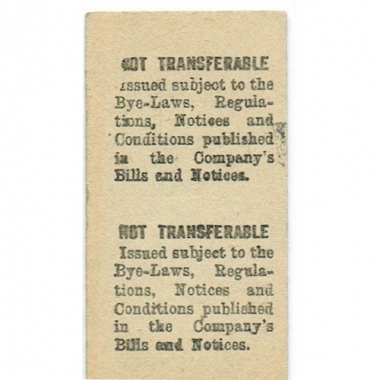 NOT TRANSFERABLE
Issued subject to the
Bye-Laws, Regula-
tions, Notices and
Conditions published
in the Company's
Bills and Notices.
NOT TRANSFERABLE
Issued subject to the
Bye-Laws, Regula-
tions, Notices and
Conditions published
in the Company's
Bills and Notices.